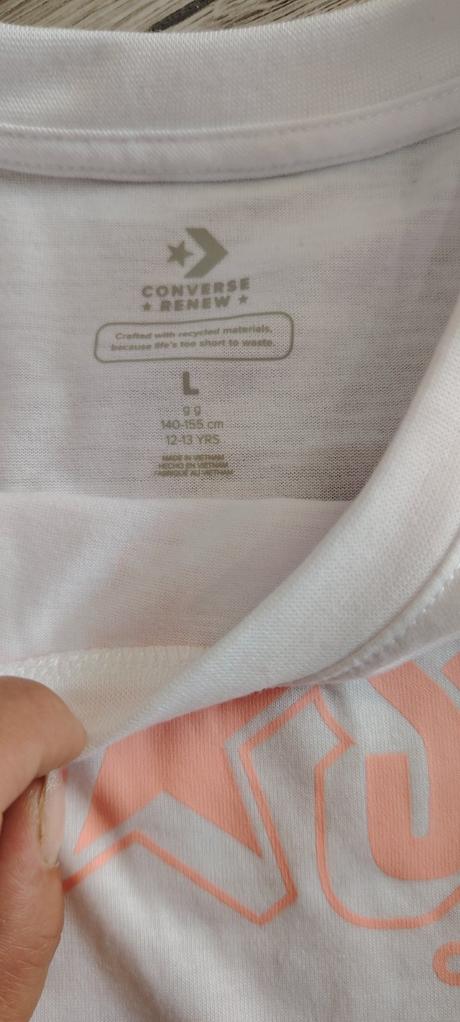 CONVERSE
★ RENEW ★
Crafted with recycled materials,
because life's too short to waste.
L
g g
140-155 cm
12-13 YRS
MADE IN VIETNAM
HECHO EN VIETNAM
FABRIQUÉ AU VIETNAM